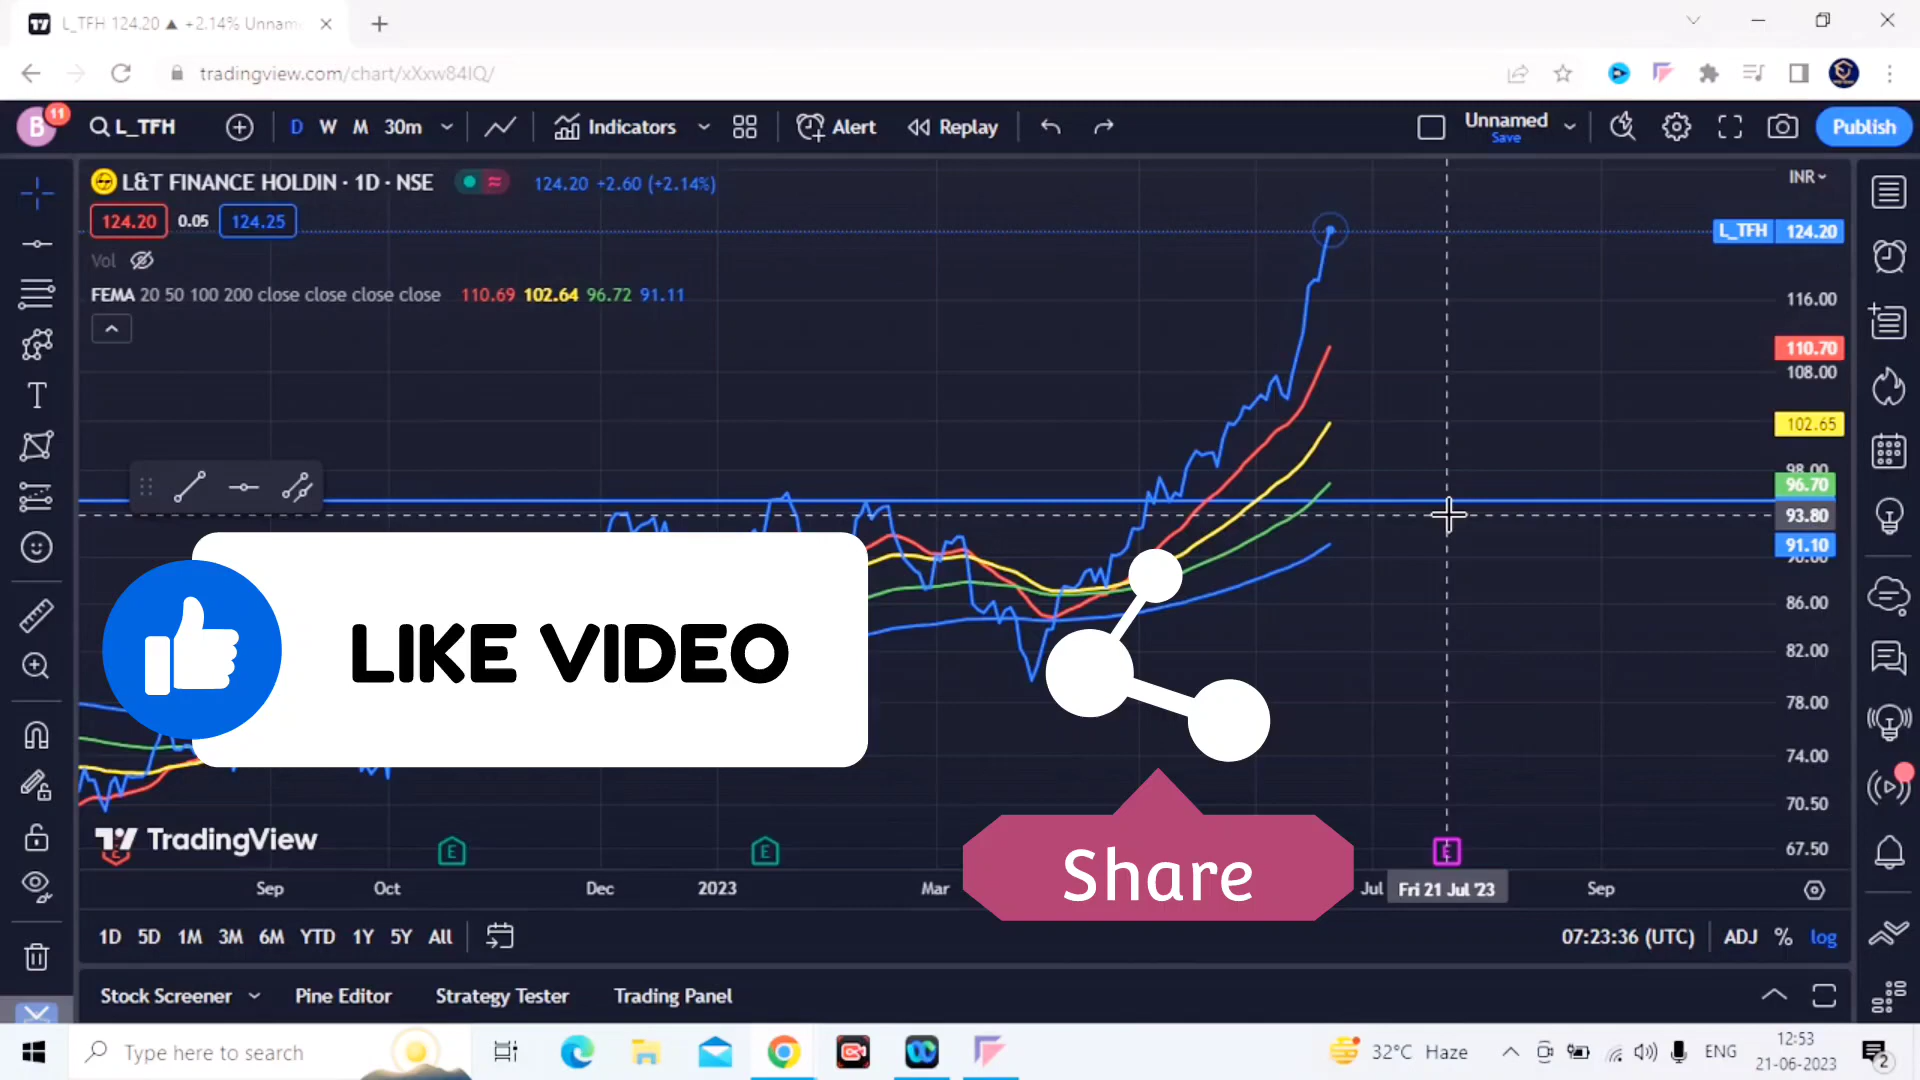 L_TFH 124.20 ▲ +2.14% Unnam
tradingview.com/chart/xXxw84IQ/
B 11 L_TFH D W M 30m Indicators Alert Replay Unnamed Save Publish
L&T FINANCE HOLDIN · 1D · NSE 124.20 +2.60 (+2.14%) INR
124.20 0.05 124.25
L_TFH 124.20
Vol
FEMA 20 50 100 200 close close close close 110.69 102.64 96.72 91.11
116.00
110.70
108.00
102.65
98.00
96.70
93.80
91.10
90.00
86.00
LIKE VIDEO
82.00
78.00
74.00
70.50
TradingView
E E E E
67.50
Share
Sep Oct Dec 2023 Mar Jul Fri 21 Jul '23 Sep
1D 5D 1M 3M 6M YTD 1Y 5Y All 07:23:36 (UTC) ADJ % log
Stock Screener Pine Editor Strategy Tester Trading Panel
Type here to search 32°C Haze ENG 12:53
21-06-2023 2